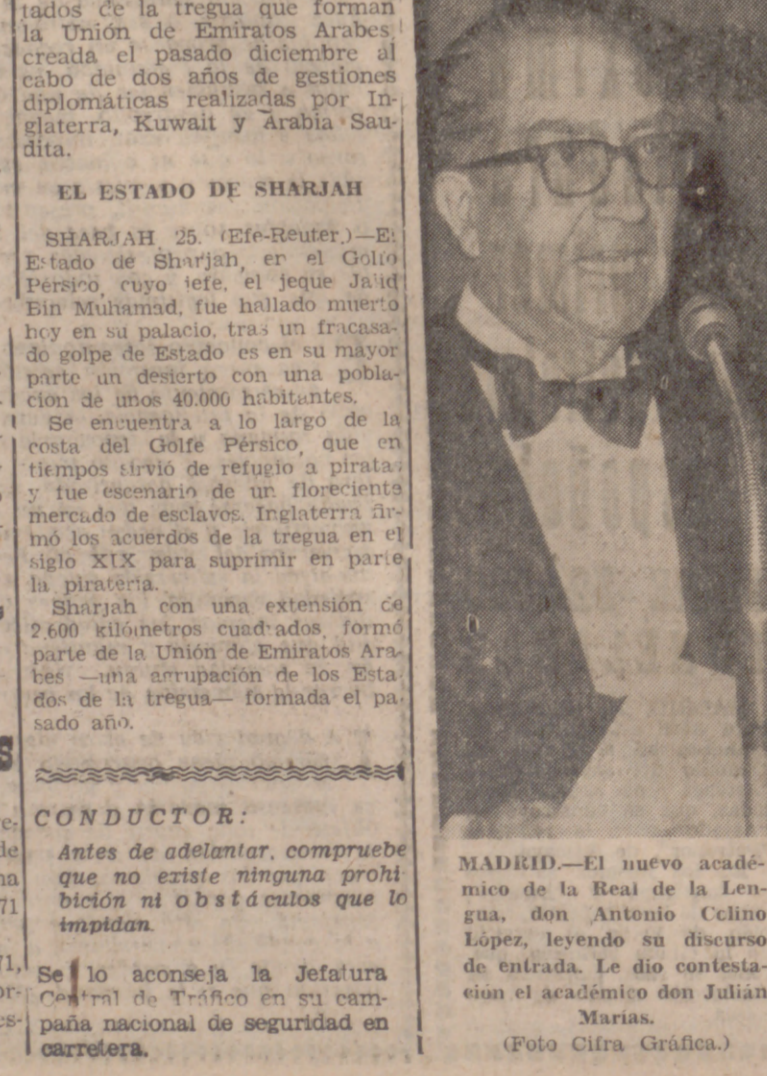 tados de la tregua que forman
la Unión de Emiratos Arabes
creada el pasado diciembre al
cabo de dos años de gestiones
diplomáticas realizadas por In-
glaterra, Kuwait y Arabia Sau-
dita.
EL ESTADO DE SHARJAH
SHARJAH, 25. (Efe-Reuter.)—El
Estado de Sharjah, en el Golfo
Pérsico, cuyo jefe, el jeque Jalid
Bin Muhamad, fue hallado muerto
hoy en su palacio, tras un fracasa-
do golpe de Estado es en su mayor
parte un desierto con una pobla-
ción de unos 40.000 habitantes.
Se encuentra a lo largo de la
costa del Golfe Pérsico, que en
tiempos sirvió de refugio a piratas
y fue escenario de un floreciente
mercado de esclavos. Inglaterra fir-
mó los acuerdos de la tregua en el
siglo XIX para suprimir en parte
la piratería.
Sharjah con una extensión de
2.600 kilómetros cuadrados, formó
parte de la Unión de Emiratos Ara-
bes —una agrupación de los Esta-
dos de la tregua— formada el pa-
sado año.
CONDUCTOR:
Antes de adelantar, compruebe
que no existe ninguna prohi
bición ni obstáculos que lo
impidan.
Se lo aconseja la Jefatura
Central de Tráfico en su cam-
paña nacional de seguridad en
carretera.
MADRID.—El nuevo acadé-
mico de la Real de la Len-
gua, don Antonio Colino
López, leyendo su discurso
de entrada. Le dio contesta-
ción el académico don Julián
Marías.
(Foto Cifra Gráfica.)